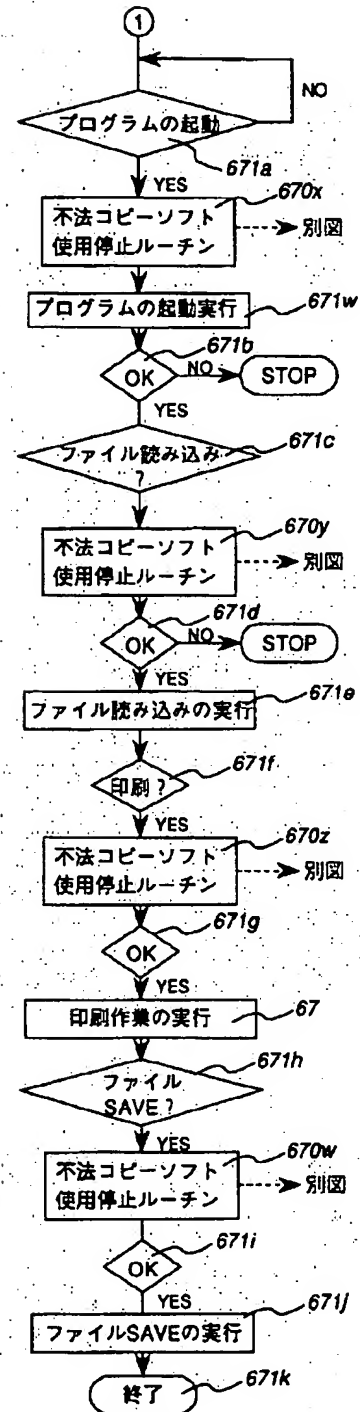 1
NO
プログラムの起動
671a
YES
670x
不法コピーソフト
使用停止ルーチン
別図
プログラムの起動実行
671w
671b
OK
NO
STOP
YES
671c
ファイル読み込み
?
670y
不法コピーソフト
使用停止ルーチン
別図
671d
OK
NO
STOP
YES
671e
ファイル読み込みの実行
671f
印刷?
YES
670z
不法コピーソフト
使用停止ルーチン
別図
671g
OK
YES
印刷作業の実行
67
671h
ファイル
SAVE?
YES
670w
不法コピーソフト
使用停止ルーチン
別図
671i
OK
YES
671j
ファイルSAVEの実行
671k
終了